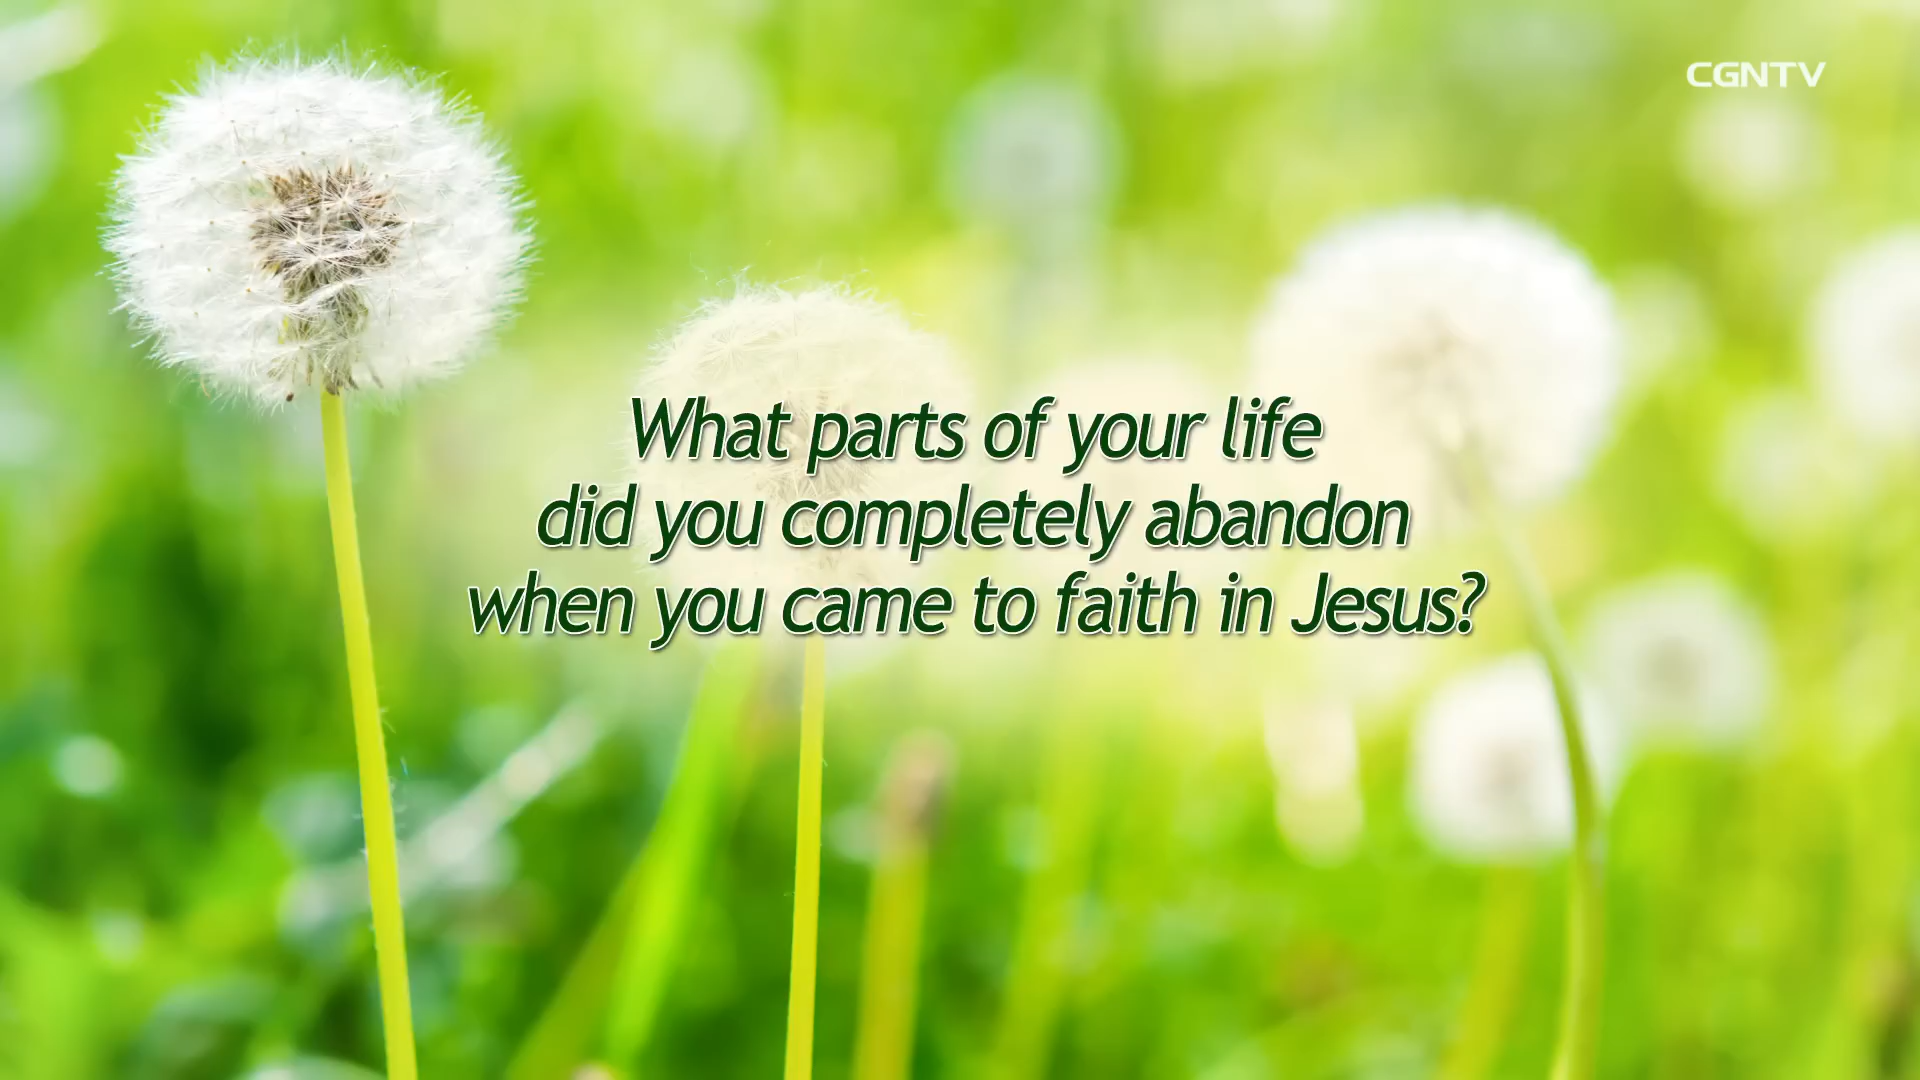 CGNTV
What parts of your life
did you completely abandon
when you came to faith in Jesus?